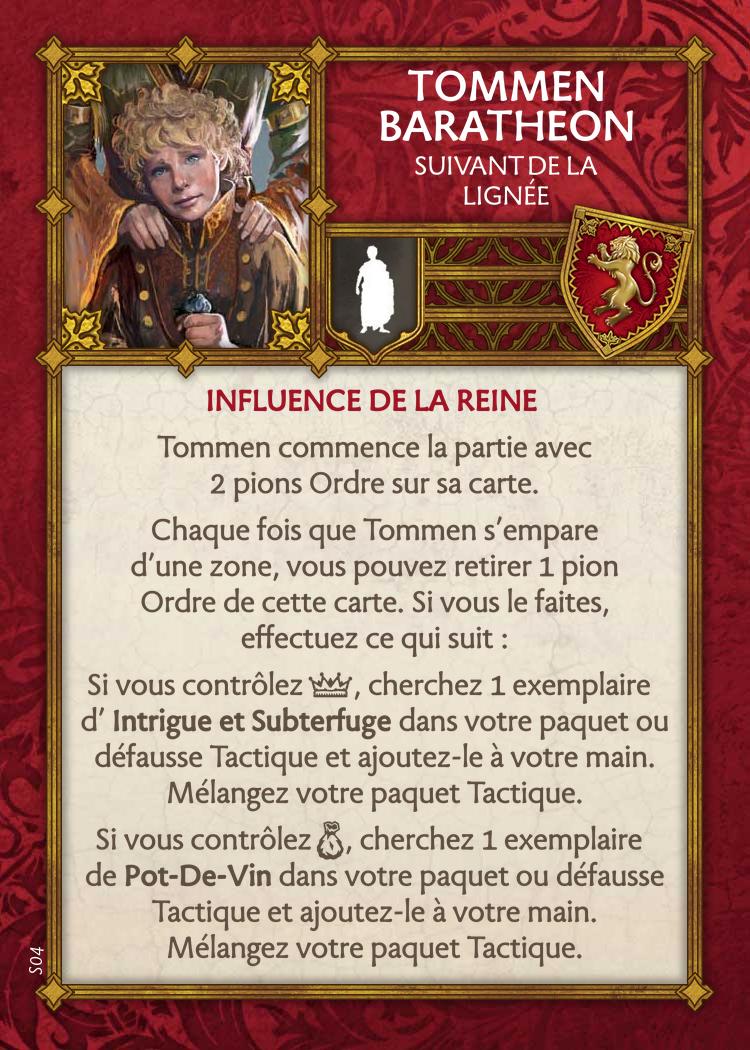 TOMMEN
BARATHEON
SUIVANT DE LA
LIGNÉE
INFLUENCE DE LA REINE
Tommen commence la partie avec
2 pions Ordre sur sa carte.
Chaque fois que Tommen s'empare
d'une zone, vous pouvez retirer 1 pion
Ordre de cette carte. Si vous le faites,
effectuez ce qui suit :
Si vous contrôlez , cherchez 1 exemplaire
d' Intrigue et Subterfuge dans votre paquet ou
défausse Tactique et ajoutez-le à votre main.
Mélangez votre paquet Tactique.
Si vous contrôlez , cherchez 1 exemplaire
de Pot-De-Vin dans votre paquet ou défausse
Tactique et ajoutez-le à votre main.
Mélangez votre paquet Tactique.
S04